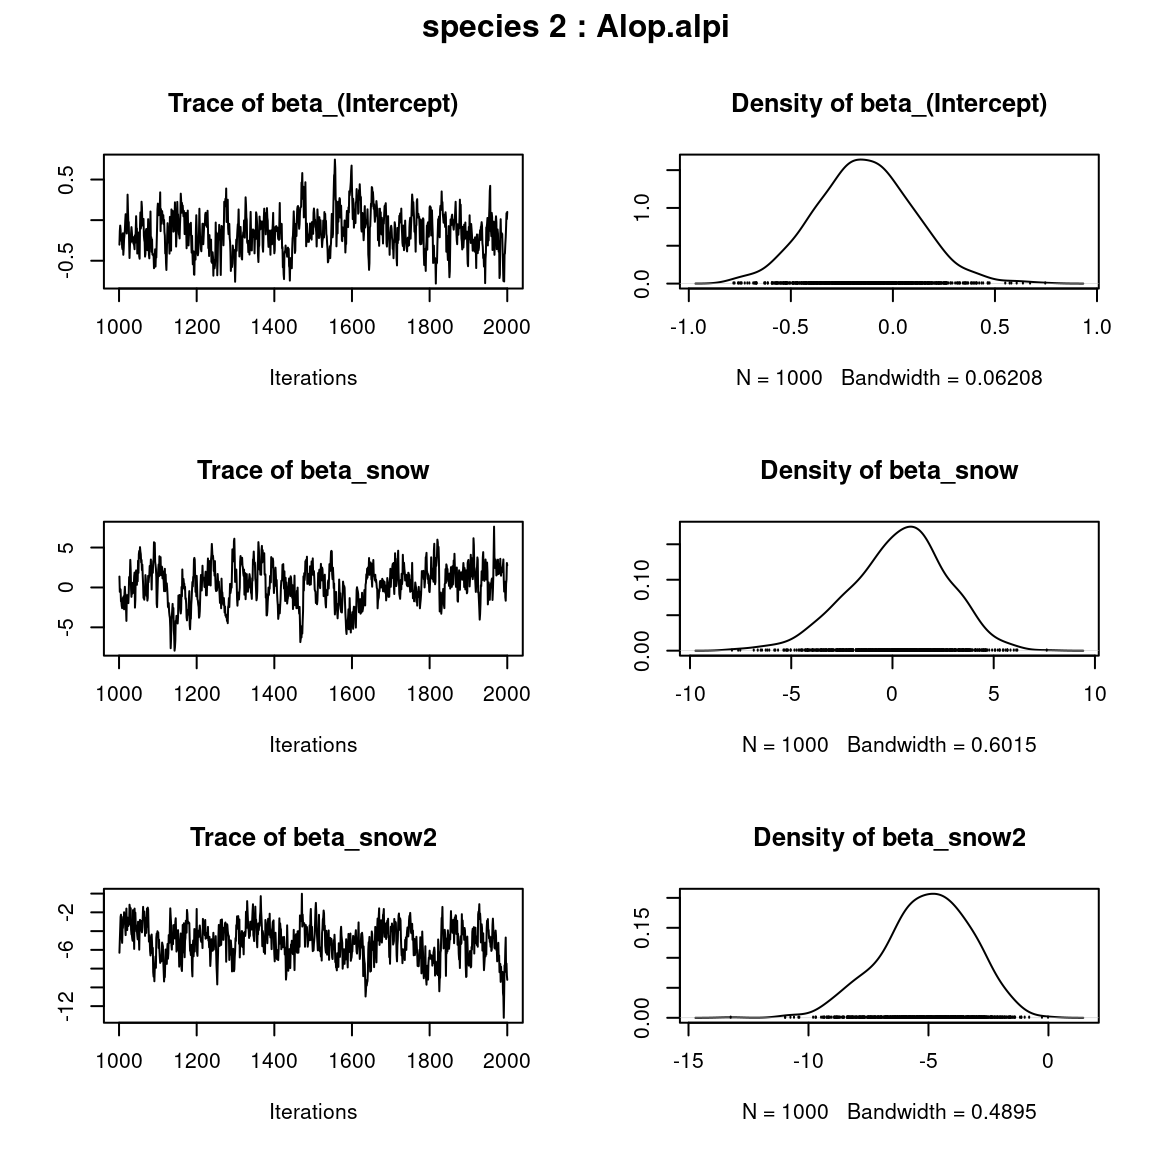 species 2 : Alop.alpi
Trace of beta_(Intercept)
0.5
-0.5
1000 1200 1400 1600 1800 2000
Iterations
Density of beta_(Intercept)
1.0
0.0
-1.0 -0.5 0.0 0.5 1.0
N = 1000 Bandwidth = 0.06208
Trace of beta_snow
5
0
-5
1000 1200 1400 1600 1800 2000
Iterations
Density of beta_snow
0.10
0.00
-10 -5 0 5 10
N = 1000 Bandwidth = 0.6015
Trace of beta_snow2
-2
-6
-12
1000 1200 1400 1600 1800 2000
Iterations
Density of beta_snow2
0.15
0.00
-15 -10 -5 0
N = 1000 Bandwidth = 0.4895